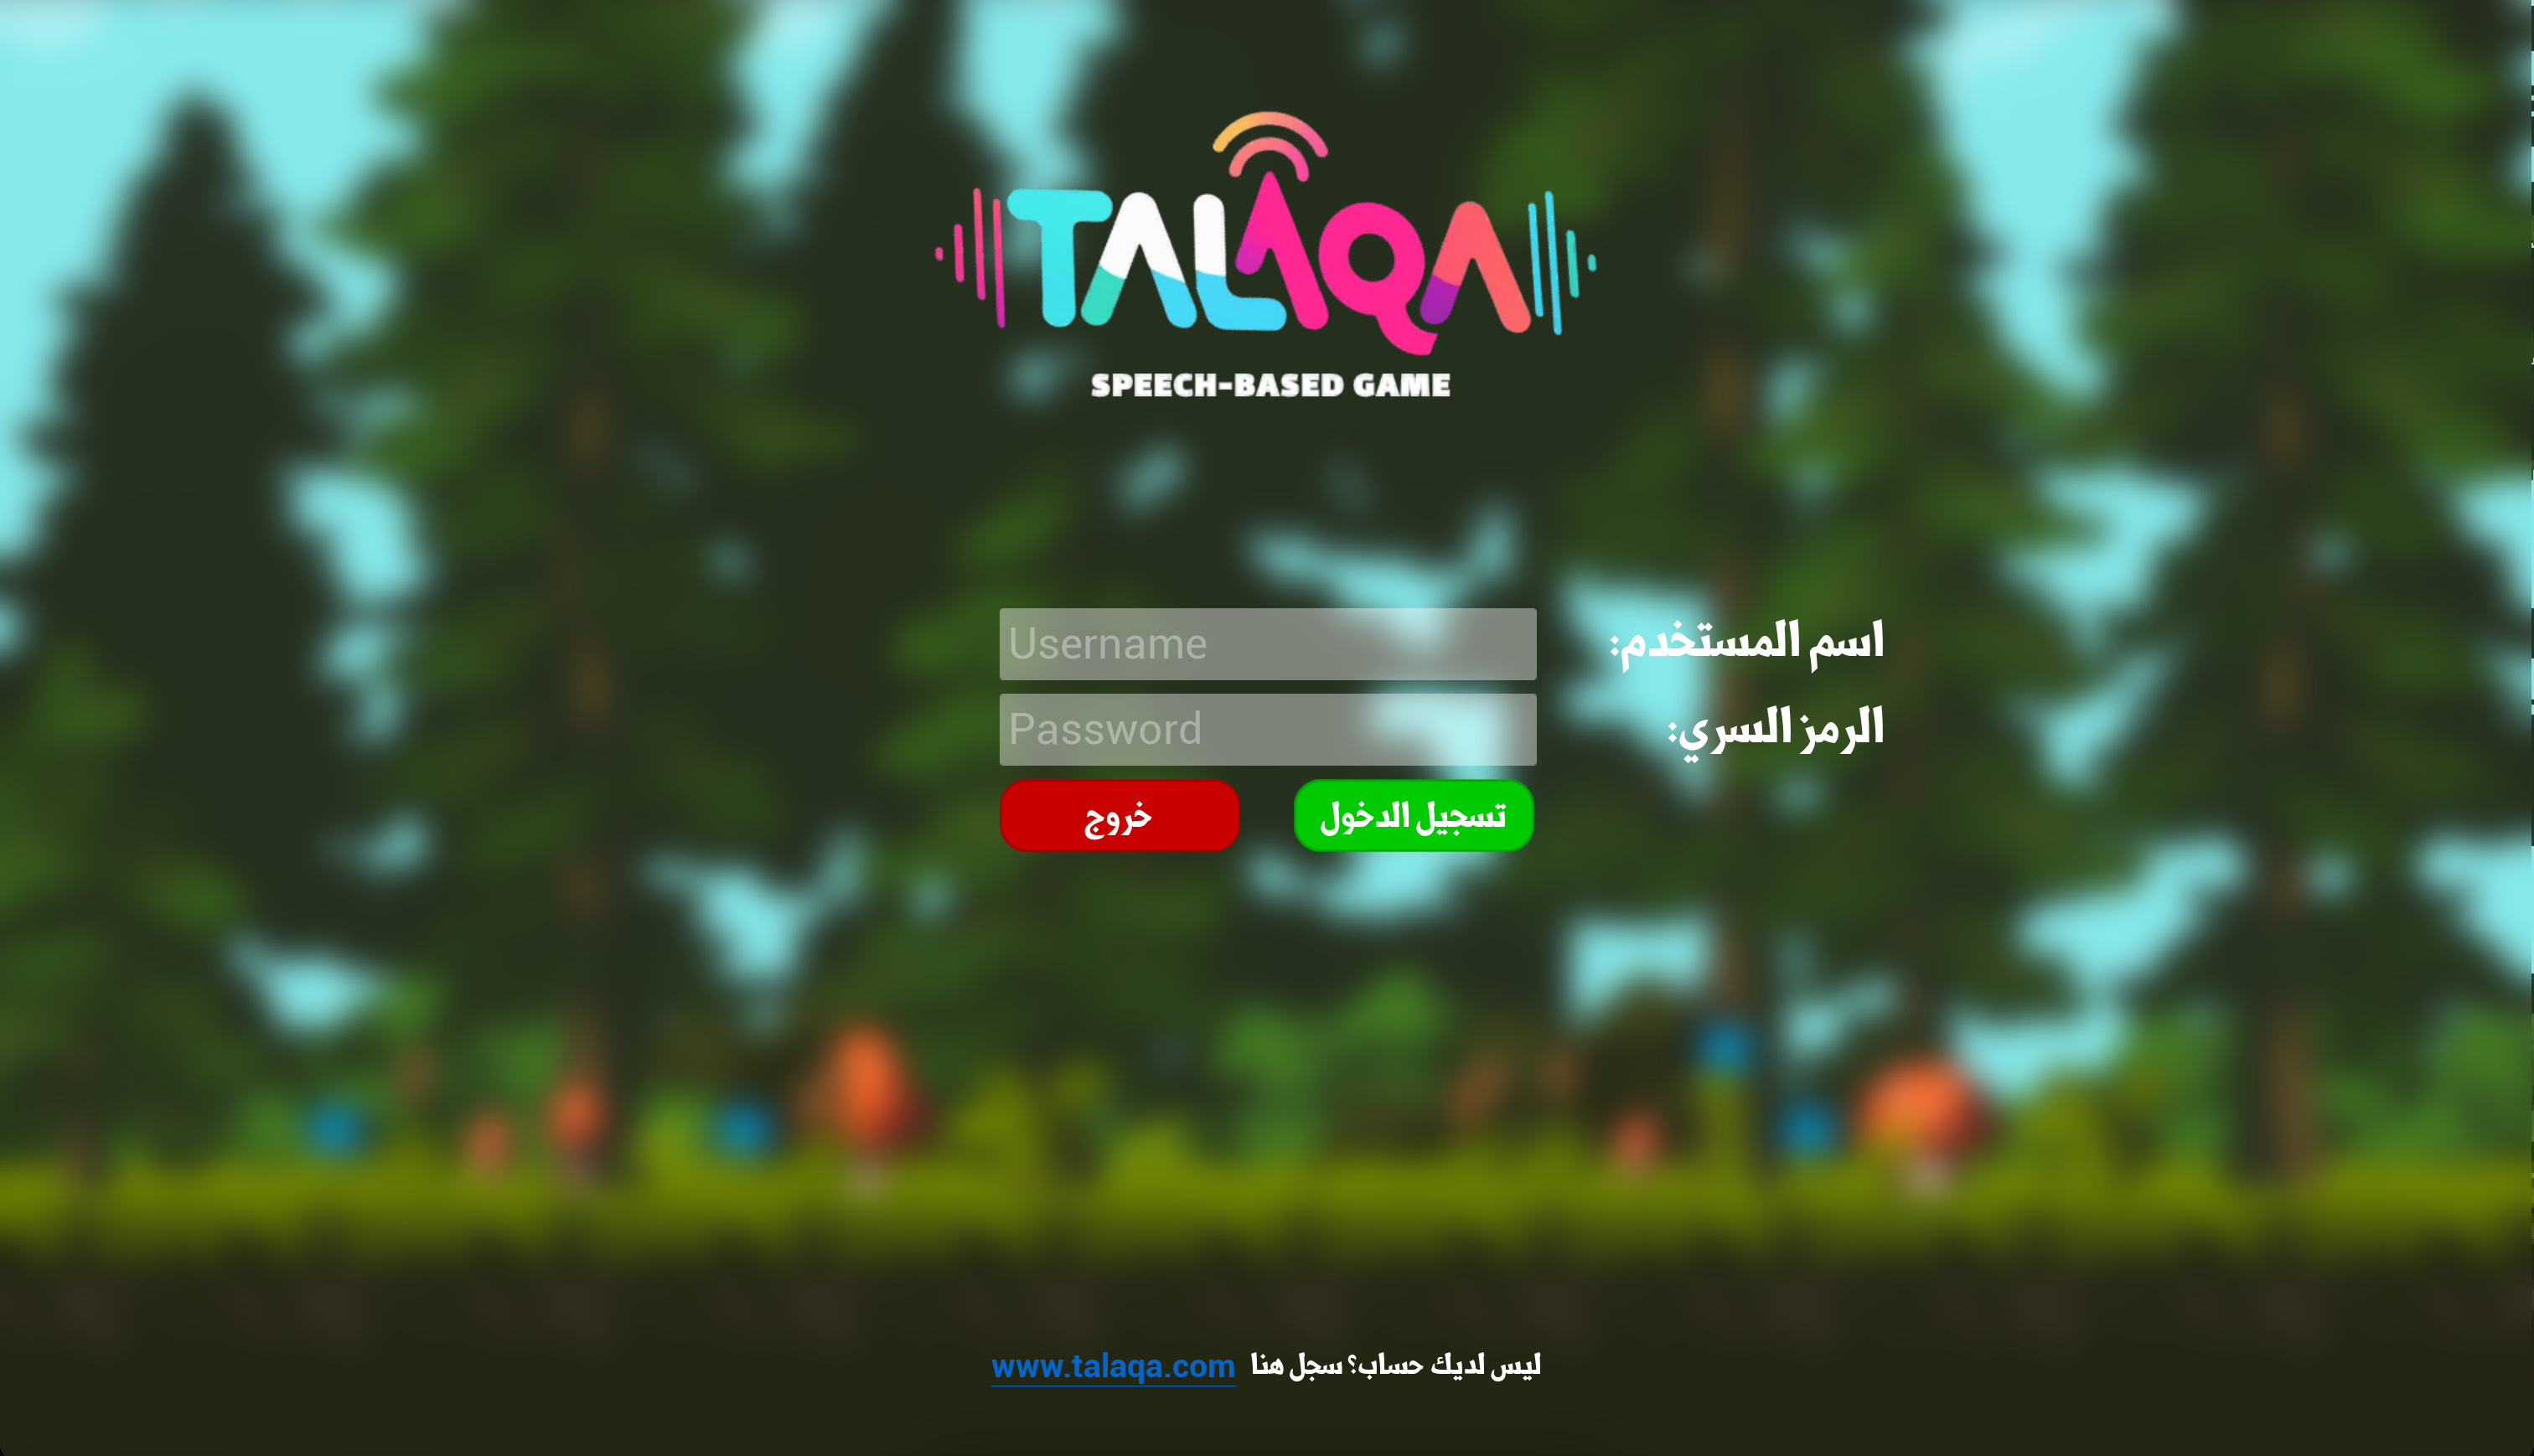 TALAQA
SPEECH-BASED GAME
اسم المستخدم: Username
الرمز السري: Password
تسجيل الدخول خروج
ليس لديك حساب؟ سجل هنا www.talaqa.com